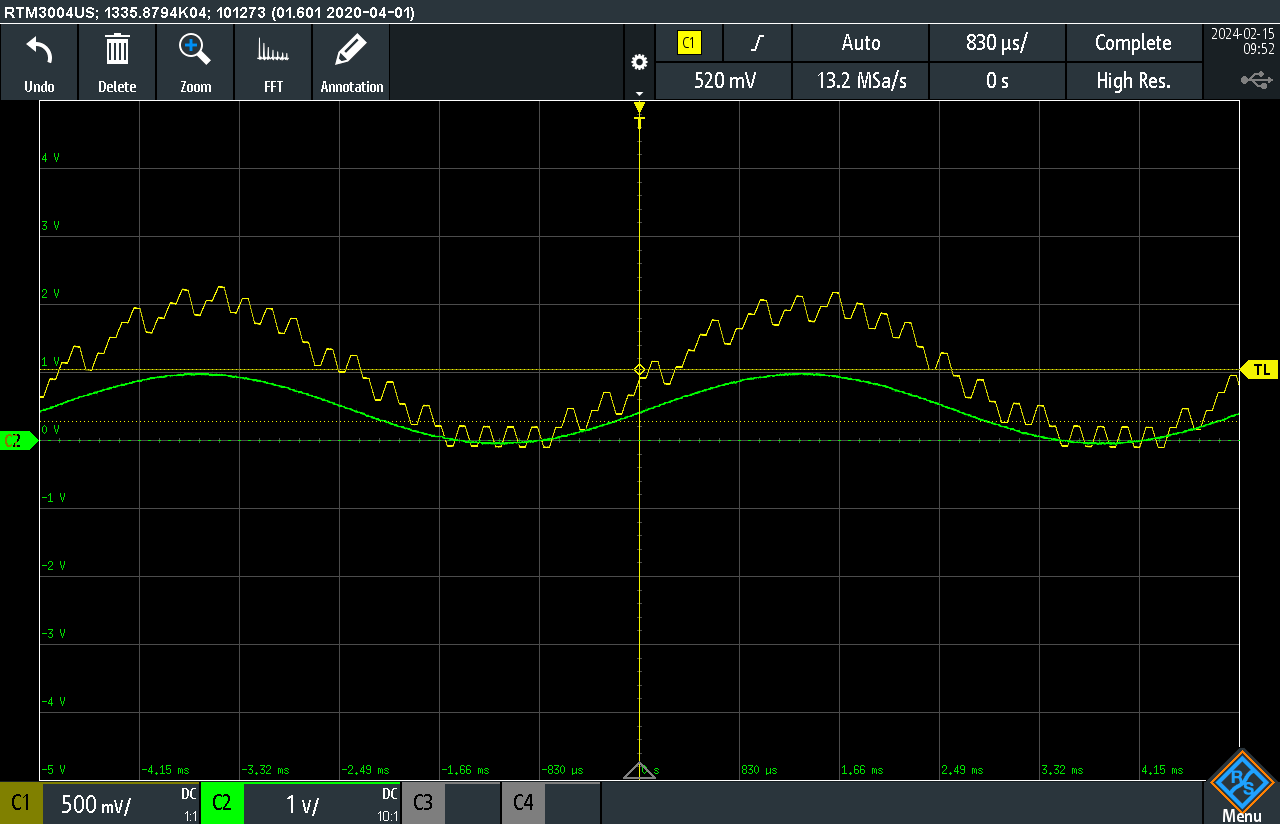 RTM3004US; 1335.8794K04; 101273 (01.601 2020-04-01)
Undo
Delete
Zoom
FFT
Annotation
C1
Auto
830 µs/
Complete
520 mV
13.2 MSa/s
0 s
High Res.
2024-02-15
09:52
T
4 V
3 V
2 V
1 V
TL
0 V
C2
-1 V
-2 V
-3 V
-4 V
-5 V
-4,15 ms
-3,32 ms
-2,49 ms
-1,66 ms
-830 µs
0 s
830 µs
1,66 ms
2,49 ms
3,32 ms
4,15 ms
C1
500 mV/
DC
1:1
C2
1 V/
DC
10:1
C3
C4
R
S
Menu